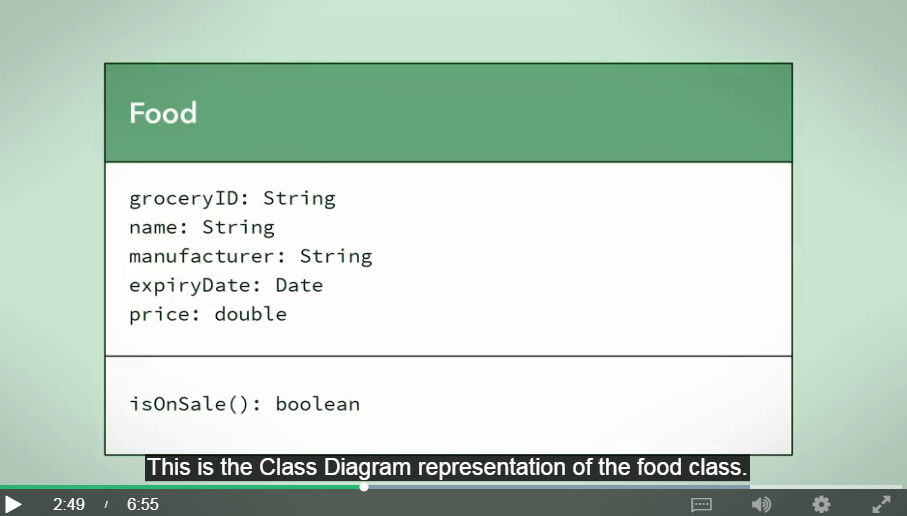 Food
groceryID: String
name: String
manufacturer: String
expiryDate: Date
price: double
isOnSale(): boolean
This is the Class Diagram representation of the food class.
2:49 / 6:55